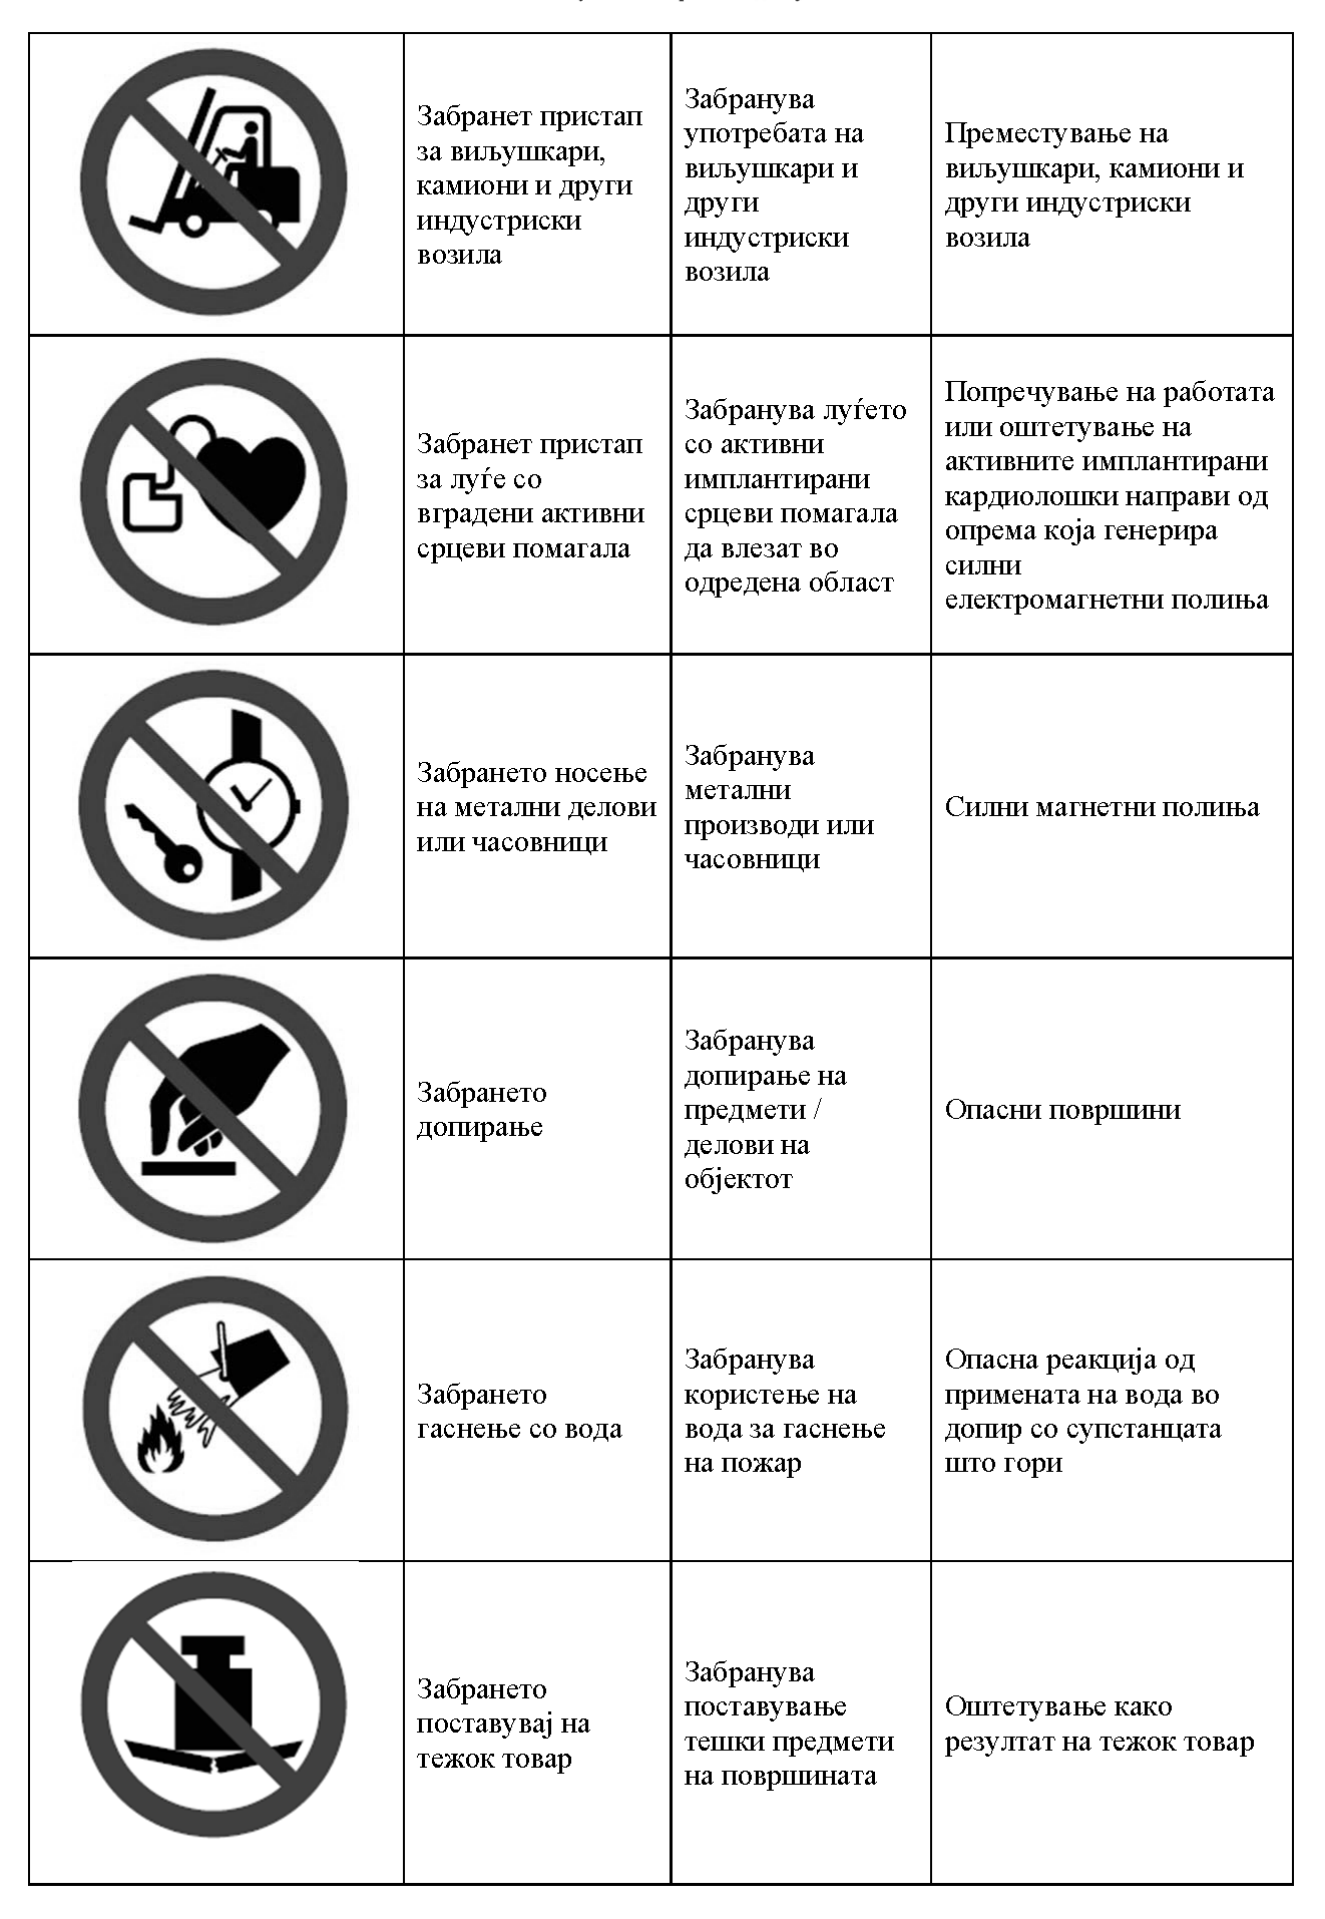 Забранет пристап
за виљушкари,
камиони и други
индустриски
возила
Забранува
употребата на
виљушкари и
други
индустриски
возила
Преместување на
виљушкари, камиони и
други индустриски
возила
Забранет пристап
за луѓе со
вградени активни
срцеви помагала
Забранува луѓето
со активни
имплантирани
срцеви помагала
да влезат во
одредена област
Попречување на работата
или оштетување на
активните имплантирани
кардиолошки направи од
опрема која генерира
силни
електромагнетни полиња
Забрането носење
на метални делови
или часовници
Забранува
метални
производи или
часовници
Силни магнетни полиња
Забрането
допирање
Забранува
допирање на
предмети /
делови на
објектот
Опасни површини
Забрането
гаснење со вода
Забранува
користење на
вода за гаснење
на пожар
Опасна реакција од
примената на вода во
допир со супстанцата
што гори
Забрането
поставувај на
тежок товар
Забранува
поставување
тешки предмети
на површината
Оштетување како
резултат на тежок товар